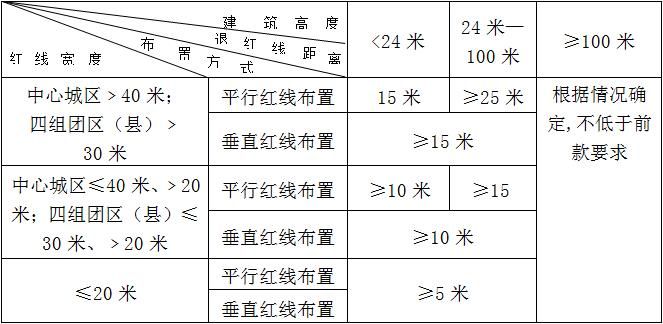 建 筑 高 度
退 红 线 距 离
布 置 方 式
红 线 宽 度
<24 米
24 米—
100 米
≥100 米
中心城区﹥40 米；
四组团区（县）﹥
30 米
平行红线布置
15 米
≥25 米
根据情况确
定,不低于前
款要求
垂直红线布置
≥15 米
中心城区≤40 米、﹥20
米；四组团区（县）≤
30 米、﹥20 米
平行红线布置
≥10 米
≥15
垂直红线布置
≥10 米
≤20 米
平行红线布置
≥5 米
垂直红线布置